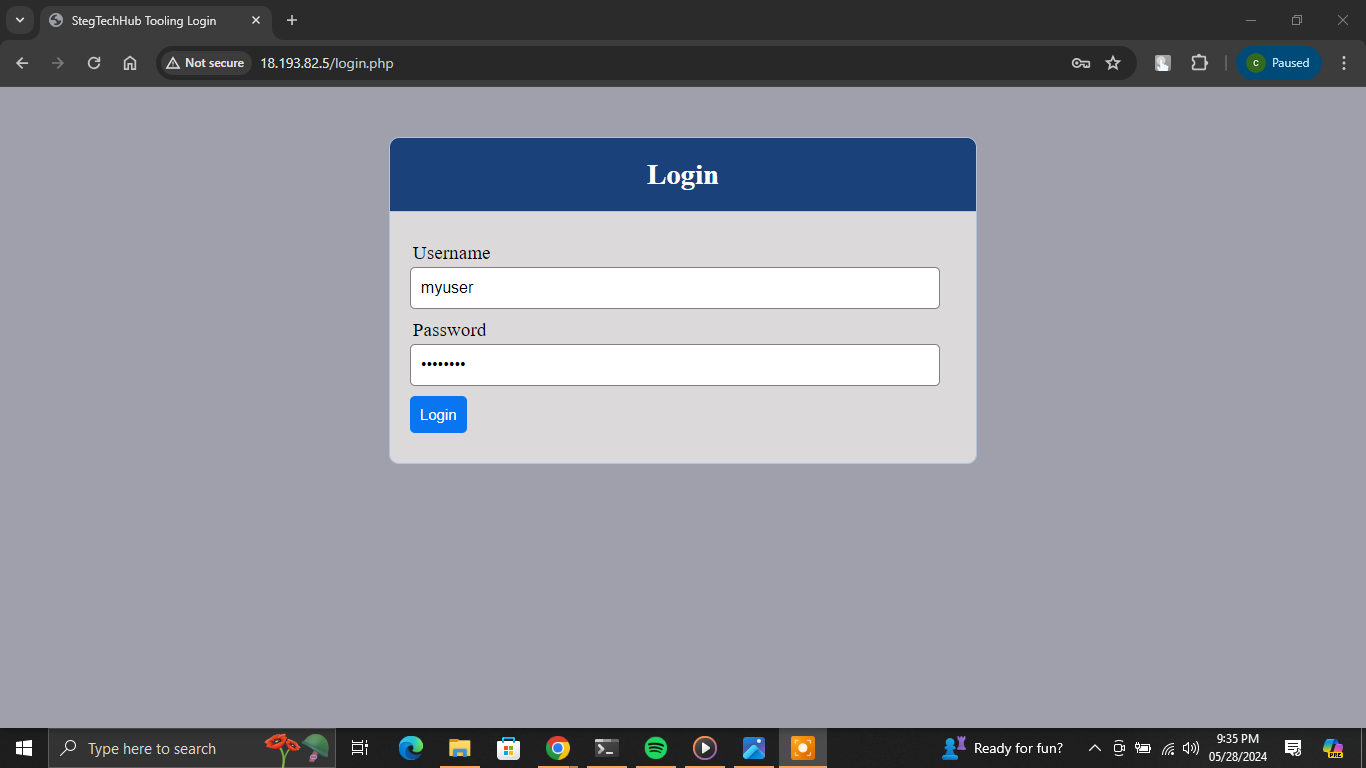 StegTechHub Tooling Login
Not secure 18.193.82.5/login.php
C Paused
Login
Username
myuser
Password
••••••••
Login
Type here to search
Ready for fun?
9:35 PM
05/28/2024
PRE